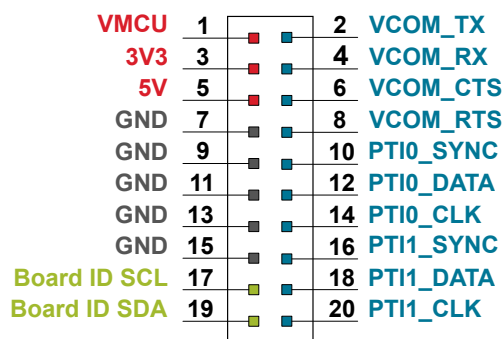 VMCU 1 2 VCOM_TX
3V3 3 4 VCOM_RX
5V 5 6 VCOM_CTS
GND 7 8 VCOM_RTS
GND 9 10 PTI0_SYNC
GND 11 12 PTI0_DATA
GND 13 14 PTI0_CLK
GND 15 16 PTI1_SYNC
Board ID SCL 17 18 PTI1_DATA
Board ID SDA 19 20 PTI1_CLK